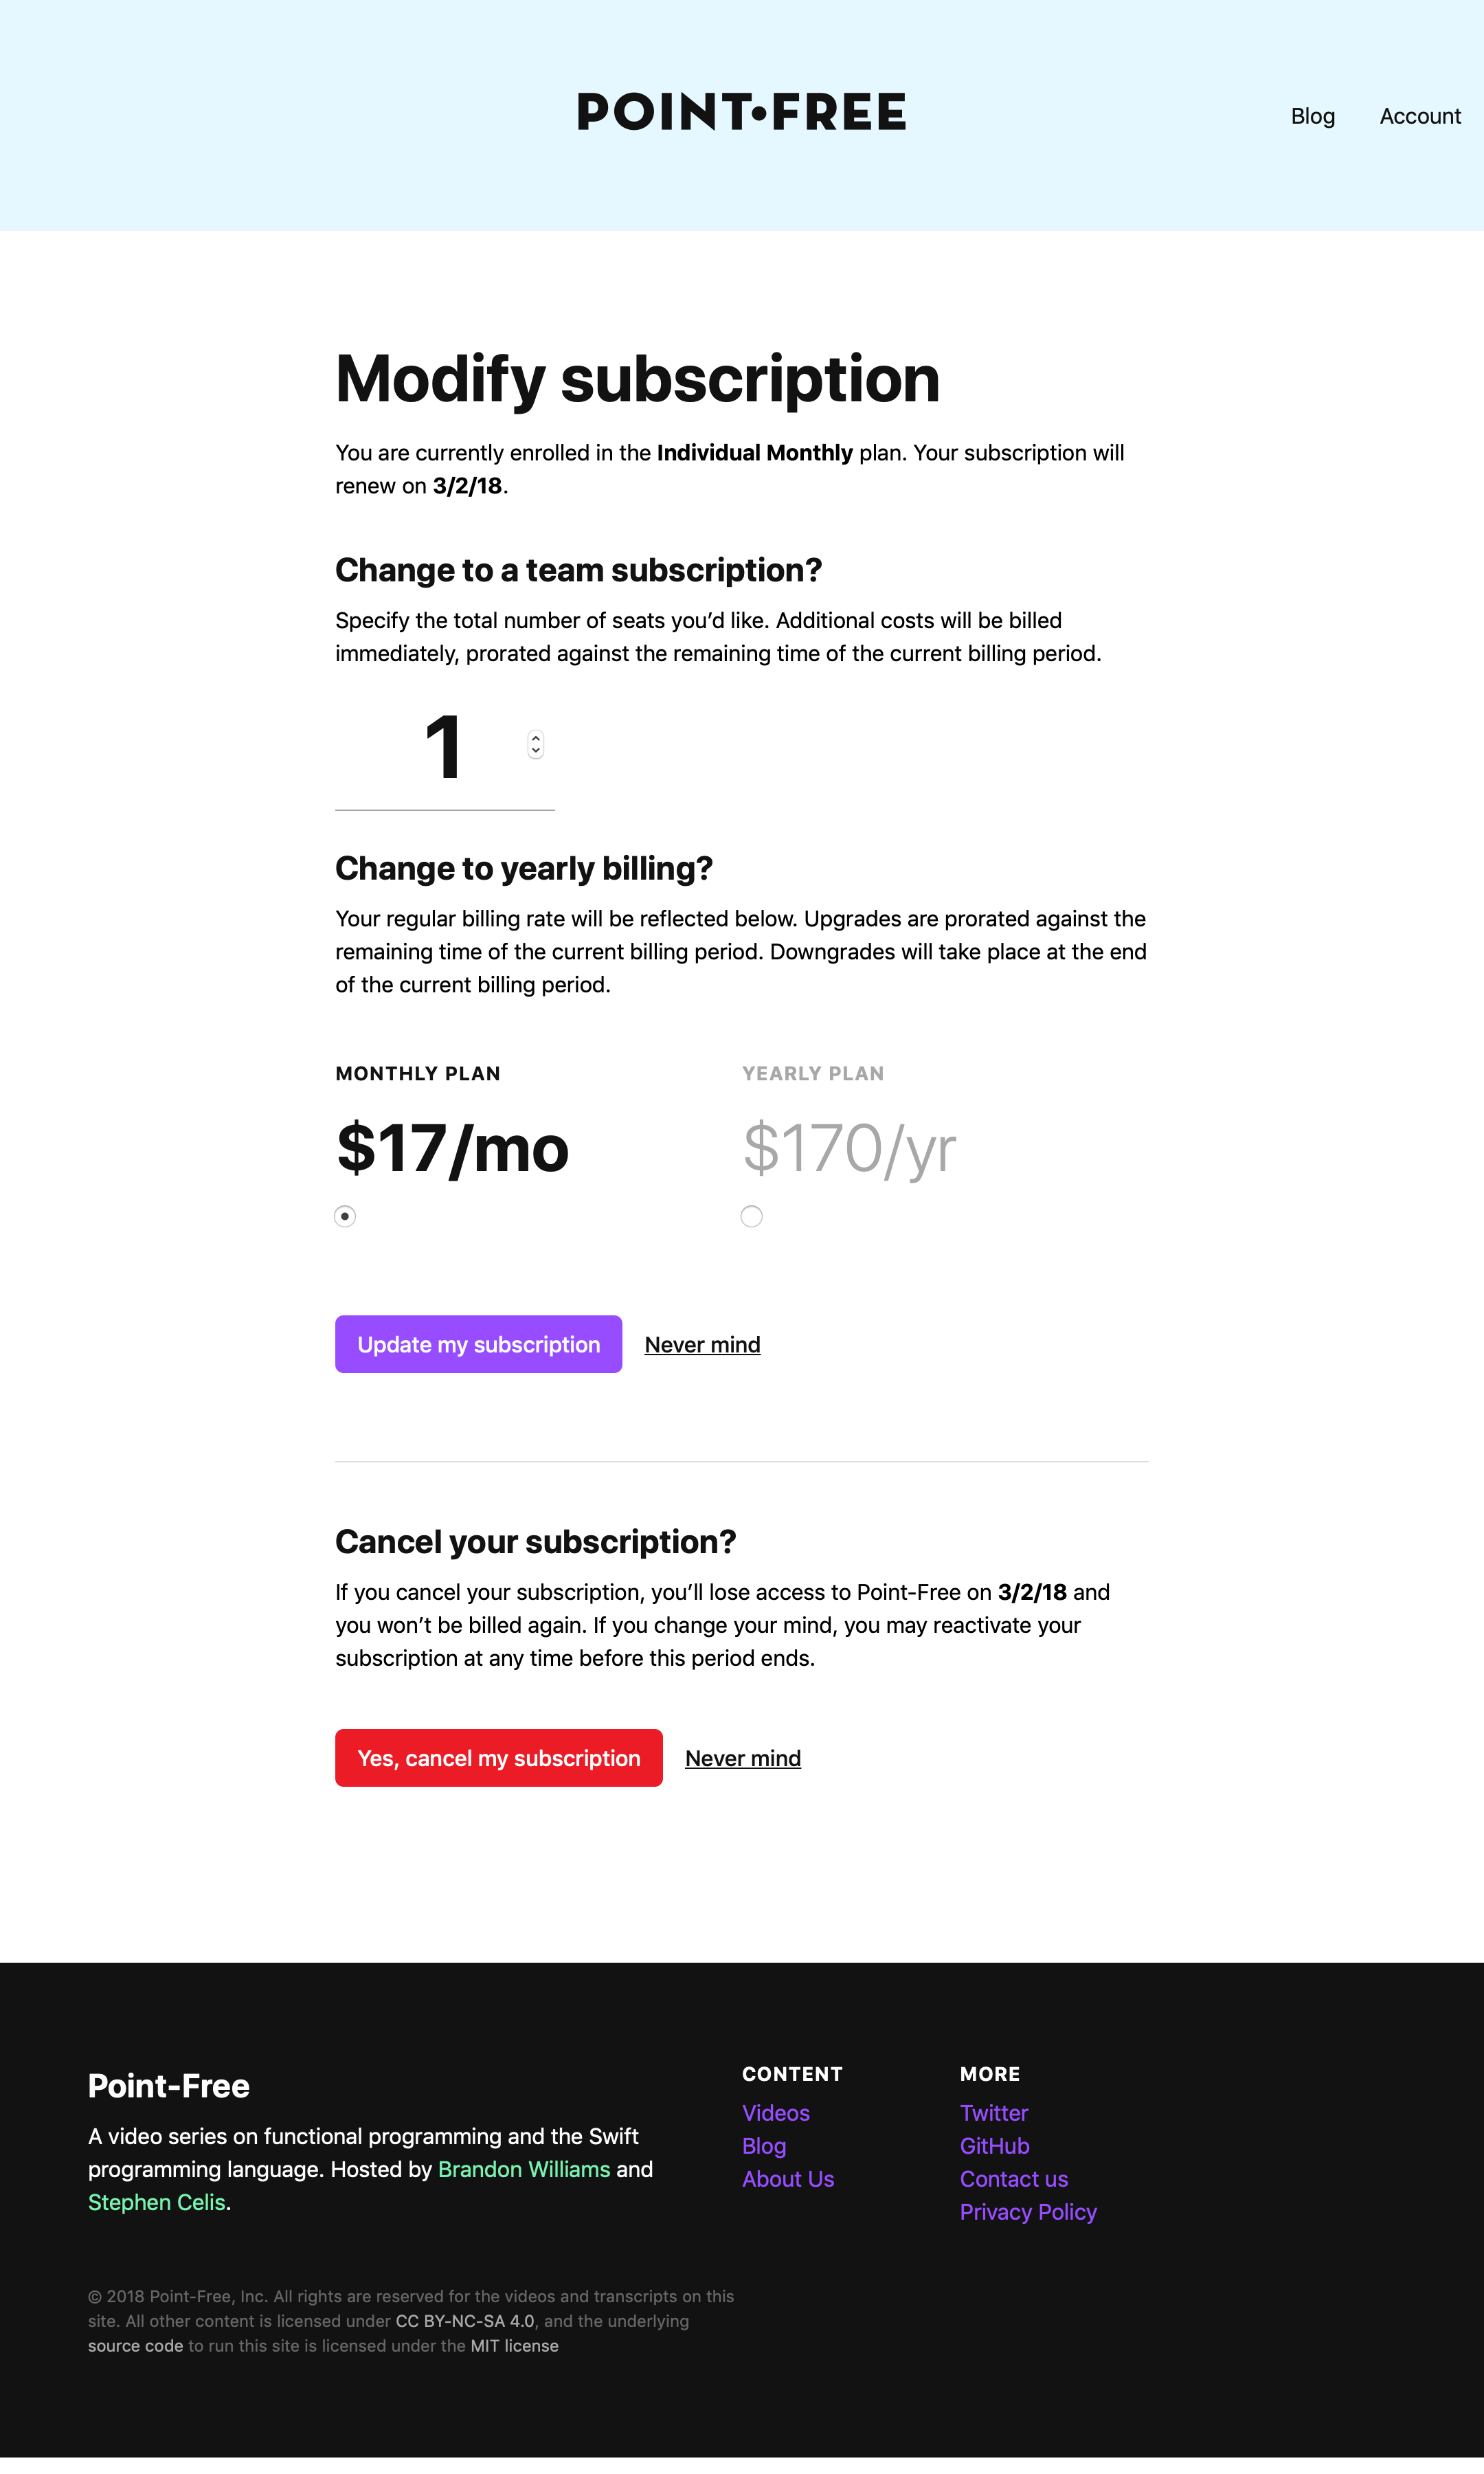 POINT•FREE
Blog
Account
Modify subscription
You are currently enrolled in the Individual Monthly plan. Your subscription will
renew on 3/2/18.
Change to a team subscription?
Specify the total number of seats you’d like. Additional costs will be billed
immediately, prorated against the remaining time of the current billing period.
1
Change to yearly billing?
Your regular billing rate will be reflected below. Upgrades are prorated against the
remaining time of the current billing period. Downgrades will take place at the end
of the current billing period.
MONTHLY PLAN
$17/mo
YEARLY PLAN
$170/yr
Update my subscription
Never mind
Cancel your subscription?
If you cancel your subscription, you’ll lose access to Point-Free on 3/2/18 and
you won’t be billed again. If you change your mind, you may reactivate your
subscription at any time before this period ends.
Yes, cancel my subscription
Never mind
Point-Free
A video series on functional programming and the Swift
programming language. Hosted by Brandon Williams and
Stephen Celis.
CONTENT
Videos
Blog
About Us
MORE
Twitter
GitHub
Contact us
Privacy Policy
© 2018 Point-Free, Inc. All rights are reserved for the videos and transcripts on this
site. All other content is licensed under CC BY-NC-SA 4.0, and the underlying
source code to run this site is licensed under the MIT license